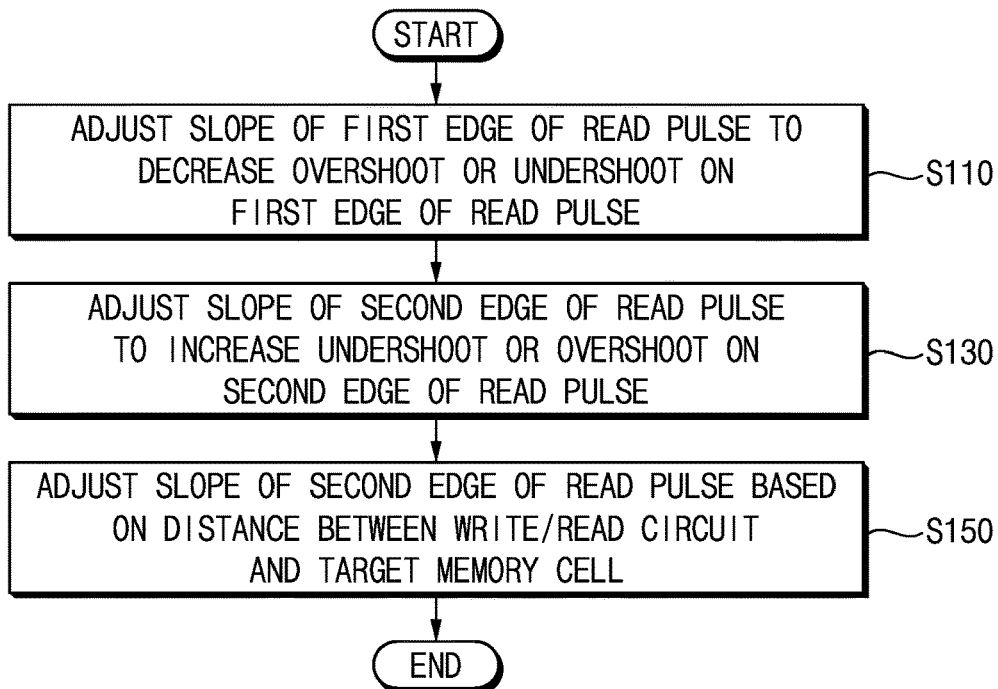 START
ADJUST SLOPE OF FIRST EDGE OF READ PULSE TO
DECREASE OVERSHOOT OR UNDERSHOOT ON
FIRST EDGE OF READ PULSE
S110
ADJUST SLOPE OF SECOND EDGE OF READ PULSE
TO INCREASE UNDERSHOOT OR OVERSHOOT ON
SECOND EDGE OF READ PULSE
S130
ADJUST SLOPE OF SECOND EDGE OF READ PULSE BASED
ON DISTANCE BETWEEN WRITE/READ CIRCUIT
AND TARGET MEMORY CELL
S150
END